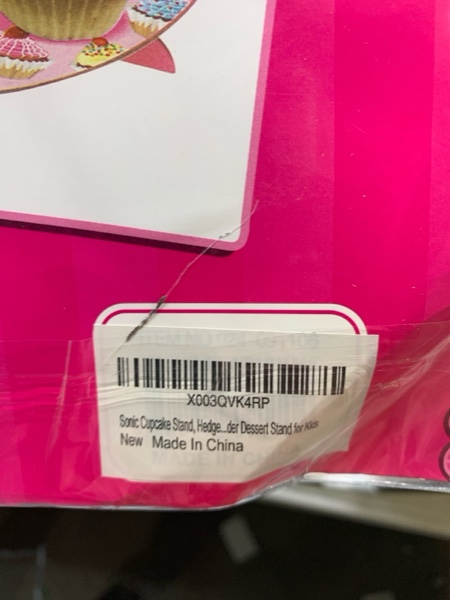 X003QVK4RP
Sonic Cupcake Stand, Hedge...der Dessert Stand for Kids
New Made In China